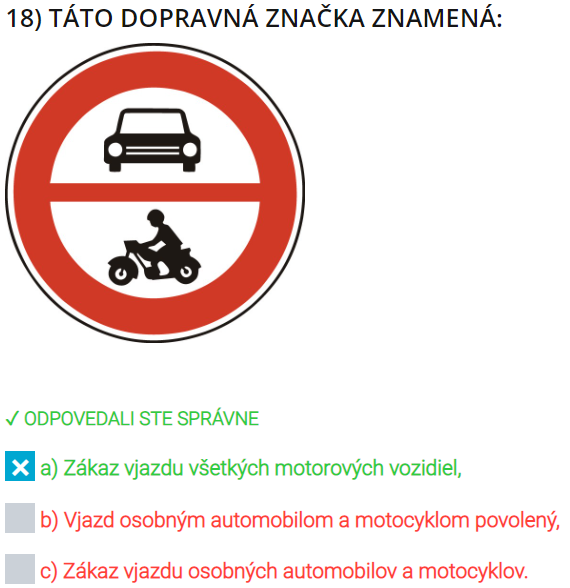 18) TÁTO DOPRAVNÁ ZNAČKA ZNAMENÁ:
✓ ODPOVEDALI STE SPRÁVNE
a) Zákaz vjazdu všetkých motorových vozidiel,
b) Vjazd osobným automobilom a motocyklom povolený,
c) Zákaz vjazdu osobných automobilov a motocyklov.